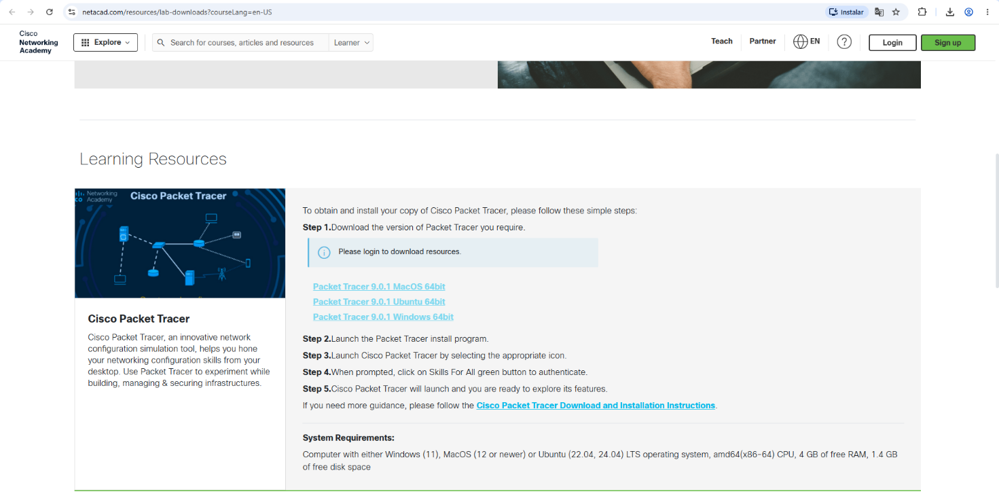 netacad.com/resources/lab-downloads?courseLang=en-US
Instalar
Cisco
Networking
Academy
Explore
Search for courses, articles and resources
Learner
Teach
Partner
EN
Login
Sign up
Learning Resources
Networking
CO Academy
Cisco Packet Tracer
To obtain and install your copy of Cisco Packet Tracer, please follow these simple steps:
Step 1.Download the version of Packet Tracer you require.
Please login to download resources.
Packet Tracer 9.0.1 MacOS 64bit
Packet Tracer 9.0.1 Ubuntu 64bit
Packet Tracer 9.0.1 Windows 64bit
Step 2.Launch the Packet Tracer install program.
Step 3.Launch Cisco Packet Tracer by selecting the appropriate icon.
Step 4.When prompted, click on Skills For All green button to authenticate.
Step 5.Cisco Packet Tracer will launch and you are ready to explore its features.
If you need more guidance, please follow the Cisco Packet Tracer Download and Installation Instructions.
System Requirements:
Computer with either Windows (11), MacOS (12 or newer) or Ubuntu (22.04, 24.04) LTS operating system, amd64(x86-64) CPU, 4 GB of free RAM, 1.4 GB
of free disk space
Cisco Packet Tracer
Cisco Packet Tracer, an innovative network
configuration simulation tool, helps you hone
your networking configuration skills from your
desktop. Use Packet Tracer to experiment while
building, managing & securing infrastructures.